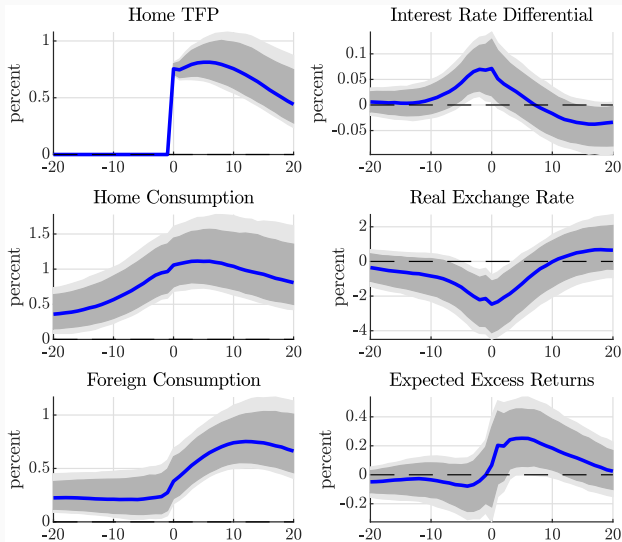 Home TFP
percent
1
0.5
0
-20 -10 0 10 20
Interest Rate Differential
percent
0.1
0.05
0
-0.05
-20 -10 0 10 20
Home Consumption
percent
1.5
1
0.5
0
-20 -10 0 10 20
Real Exchange Rate
percent
2
0
-2
-4
-20 -10 0 10 20
Foreign Consumption
percent
1
0.5
0
-20 -10 0 10 20
Expected Excess Returns
percent
0.4
0.2
0
-0.2
-20 -10 0 10 20